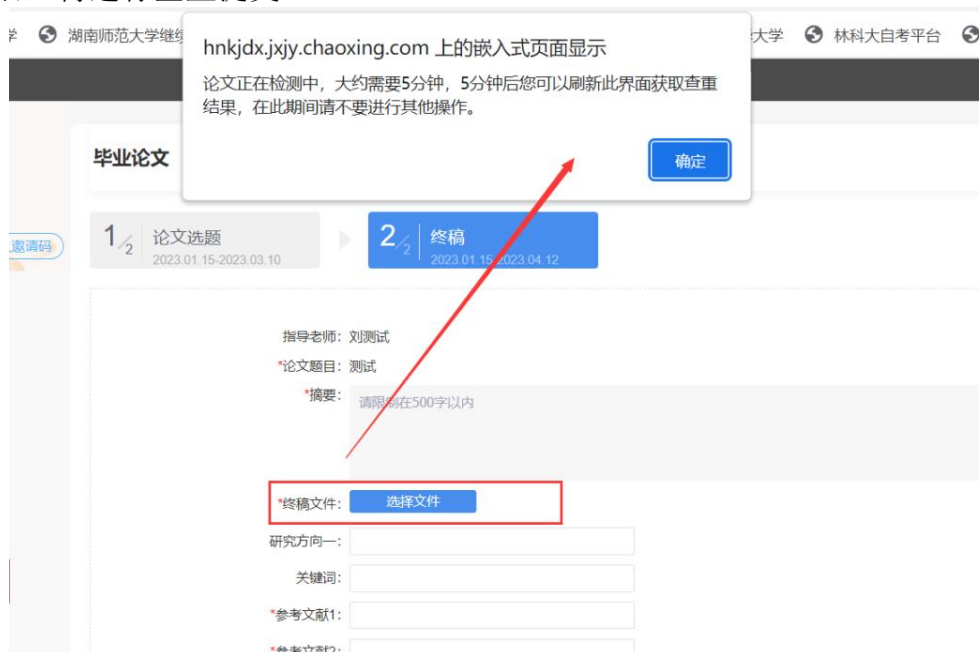 湖南师范大学继续
大学
林科大自考平台
hnkjdx.jxjy.chaoxing.com 上的嵌入式页面显示
论文正在检测中，大约需要5分钟，5分钟后您可以刷新此界面获取查重
结果，在此期间请不要进行其他操作。
确定
毕业论文
邀请码
1/2 论文选题
2023.01.15-2023.03.10
2/2 终稿
2023.01.15-2023.04.12
指导老师: 刘测试
*论文题目: 测试
*摘要: 请限制在500字以内
*终稿文件: 选择文件
研究方向一:
关键词:
*参考文献1:
*参考文献2: